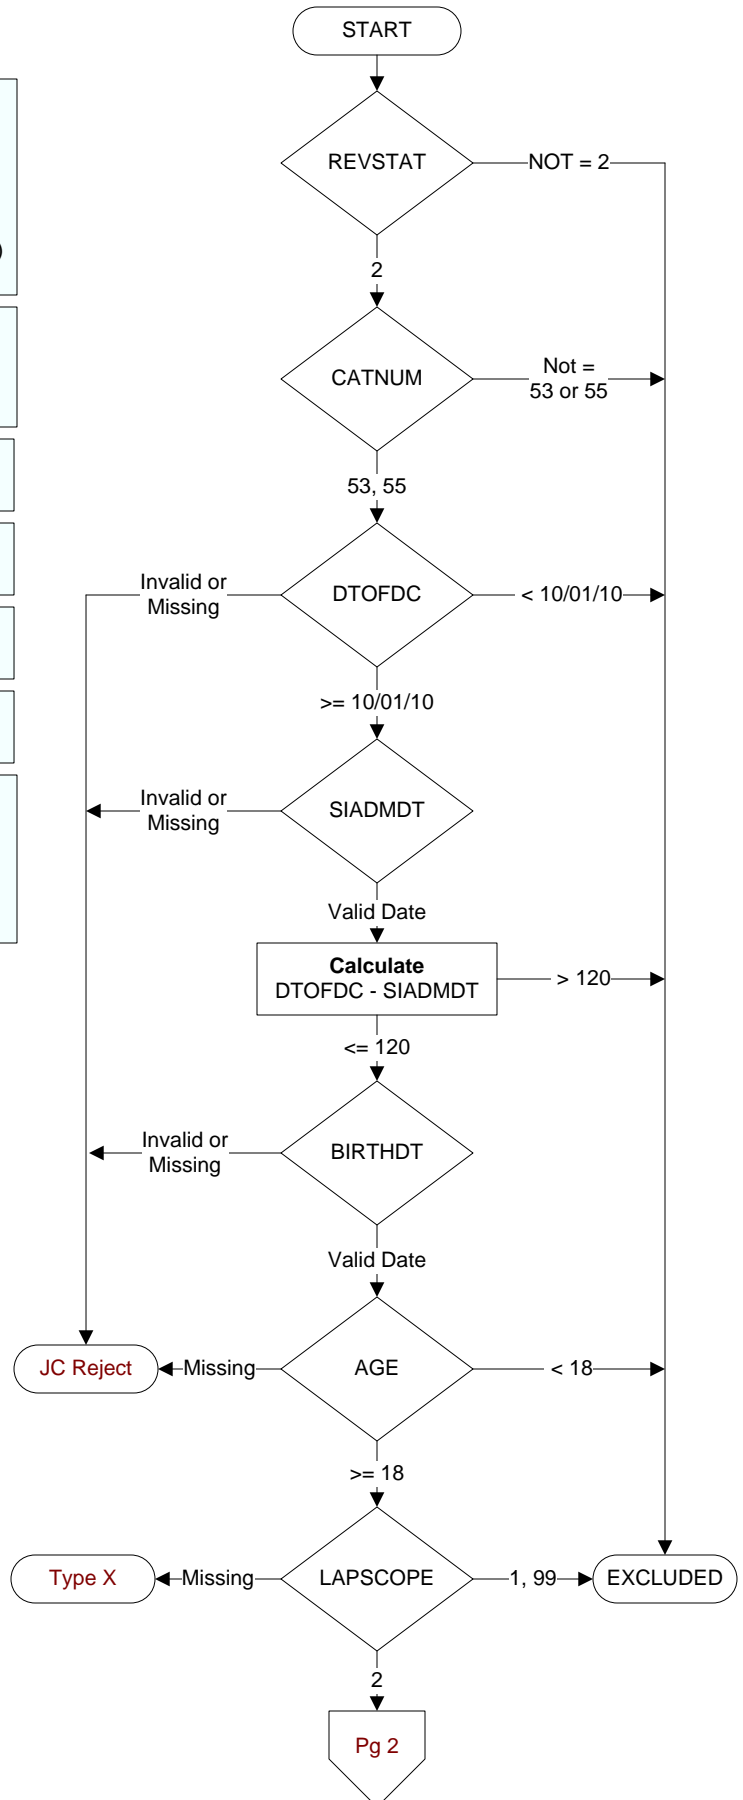 START
REVSTAT
NOT = 2
)
2
CATNUM
Not =
53 or 55
53, 55
Invalid or
Missing
DTOFDC
< 10/01/10
>= 10/01/10
Invalid or
Missing
SIADMDT
Valid Date
Calculate
DTOFDC - SIADMDT
> 120
<= 120
Invalid or
Missing
BIRTHDT
Valid Date
JC Reject
Missing
AGE
< 18
>= 18
Type X
Missing
LAPSCOPE
1, 99
EXCLUDED
2
Pg 2